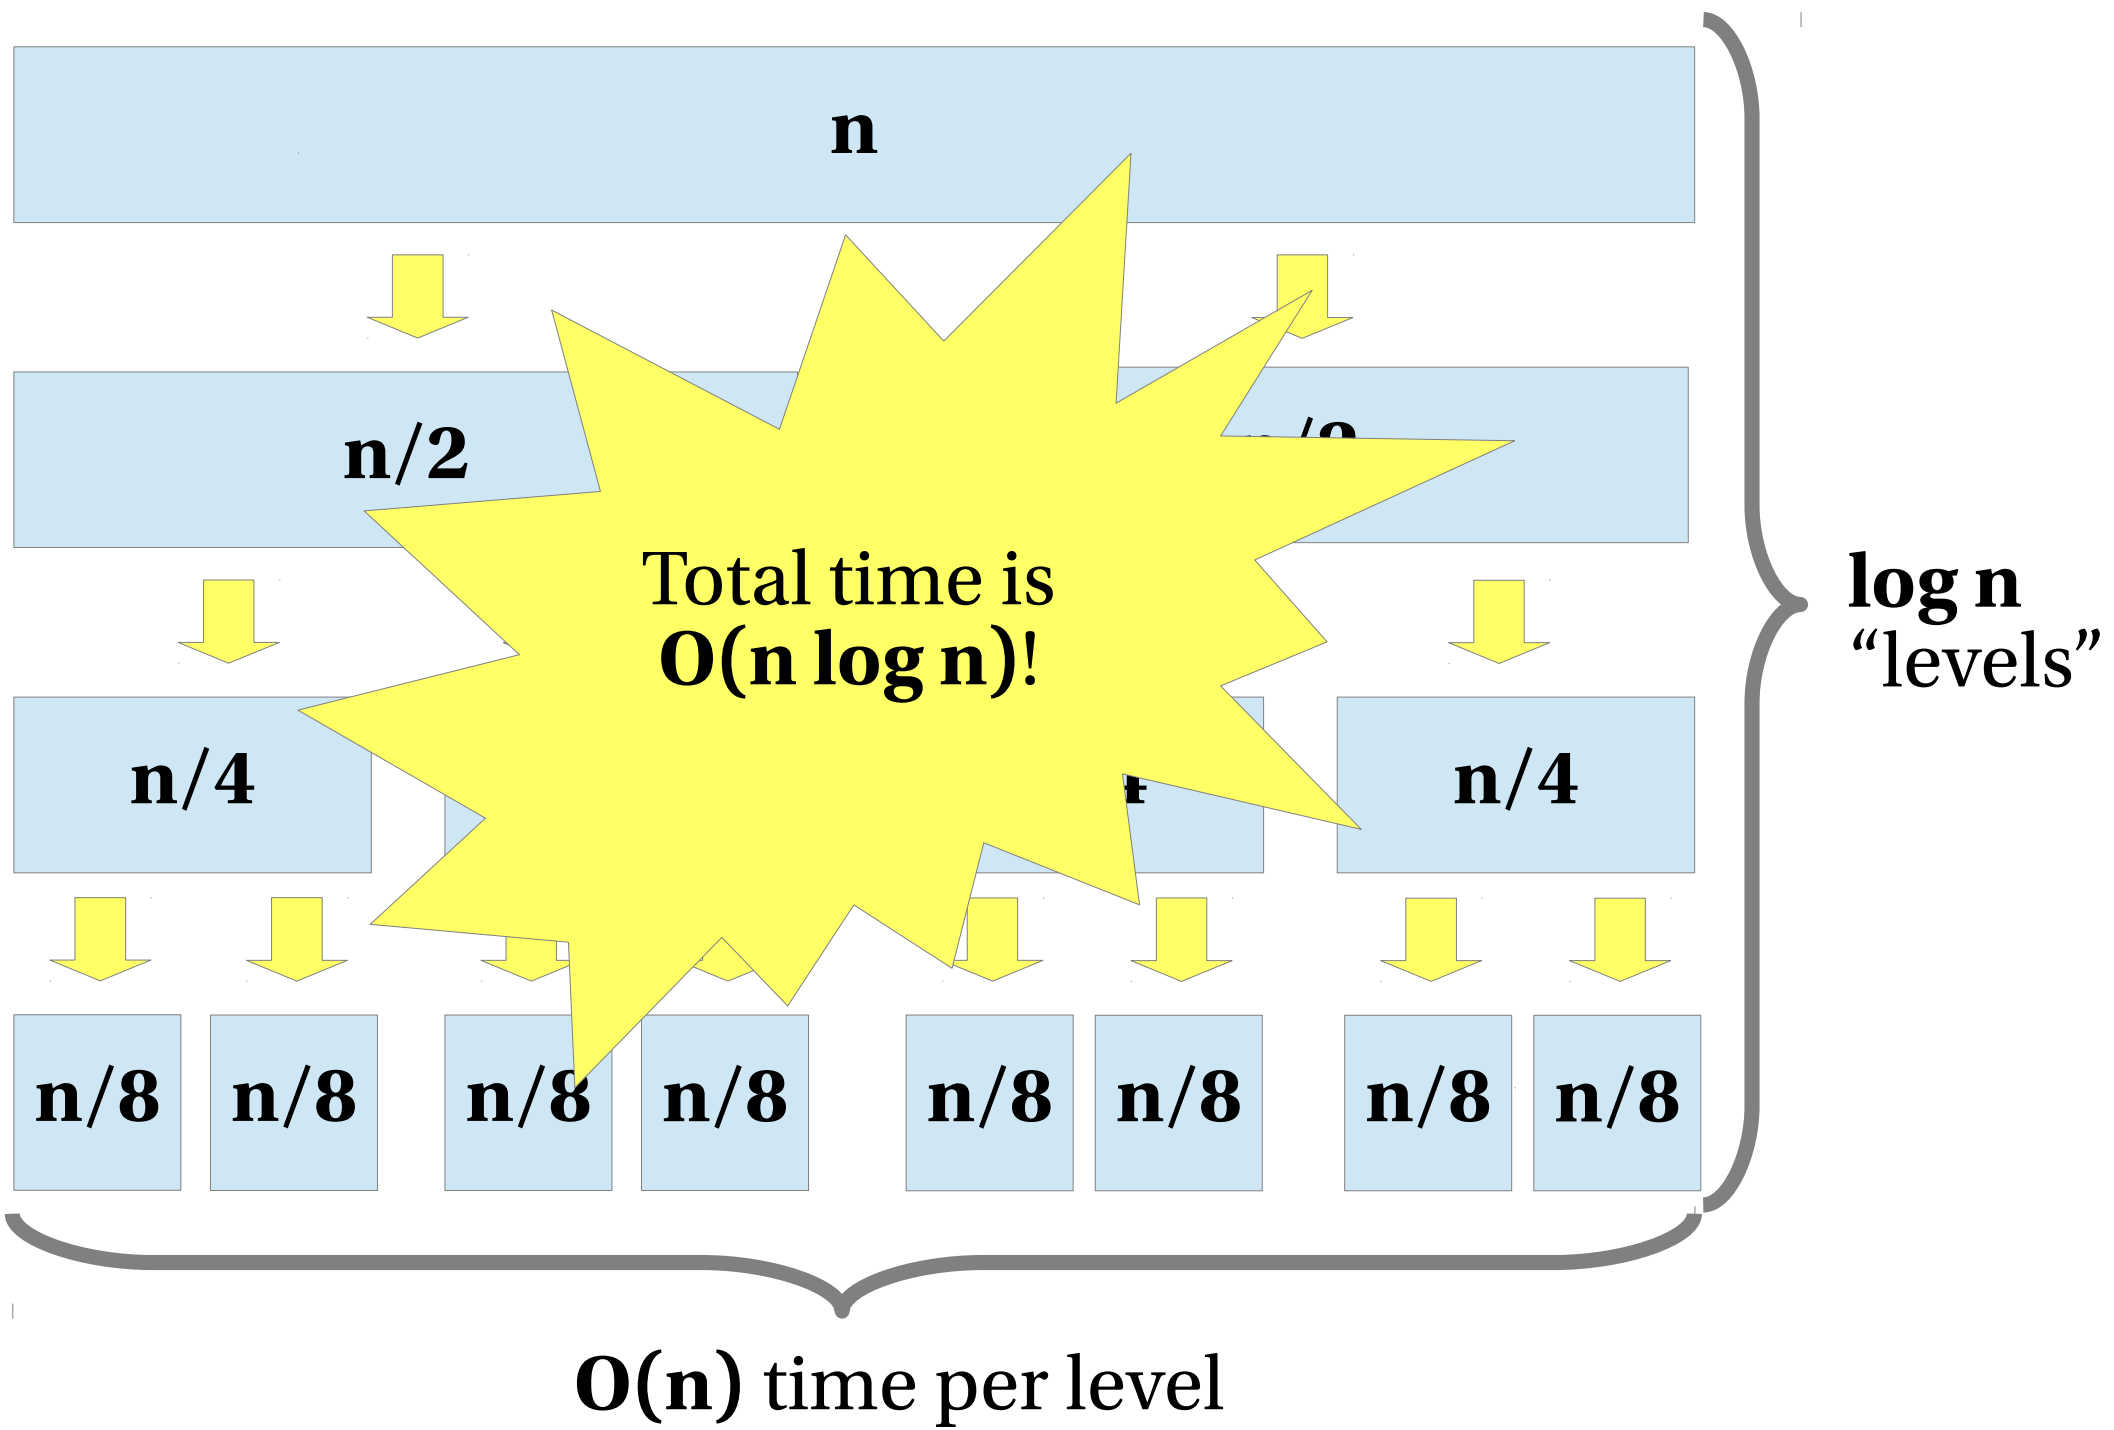 n
n/2
n/2
Total time is
O(n log n)!
log n
“levels”
n/4
n/4
n/8 n/8 n/8 n/8 n/8 n/8 n/8 n/8
O(n) time per level